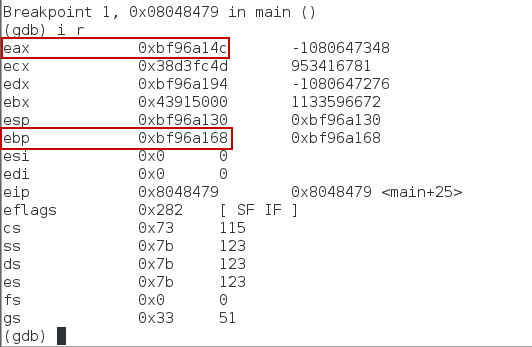 Breakpoint 1, 0x08048479 in main ()
(gdb) i r
eax 0xbf96a14c -1080647348
ecx 0x38d3fc4d 953416781
edx 0xbf96a194 -1080647276
ebx 0x43915000 1133596672
esp 0xbf96a130 0xbf96a130
ebp 0xbf96a168 0xbf96a168
esi 0x0 0
edi 0x0 0
eip 0x8048479 0x8048479 <main+25>
eflags 0x282 [ SF IF ]
cs 0x73 115
ss 0x7b 123
ds 0x7b 123
es 0x7b 123
fs 0x0 0
gs 0x33 51
(gdb)